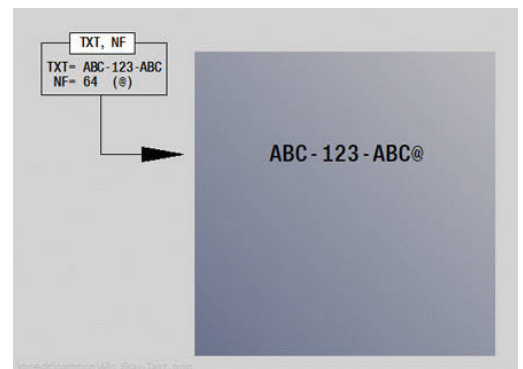 TXT, NF
TXT= ABC-123-ABC
NF= 64 (@)
ABC-123-ABC@